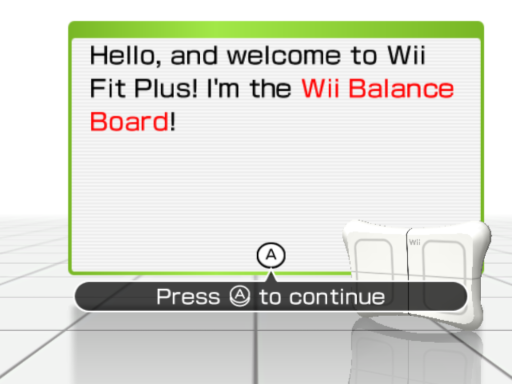 Hello, and welcome to Wii
Fit Plus! I'm the Wii Balance
Board!
A
Press Ⓐ to continue
Wii